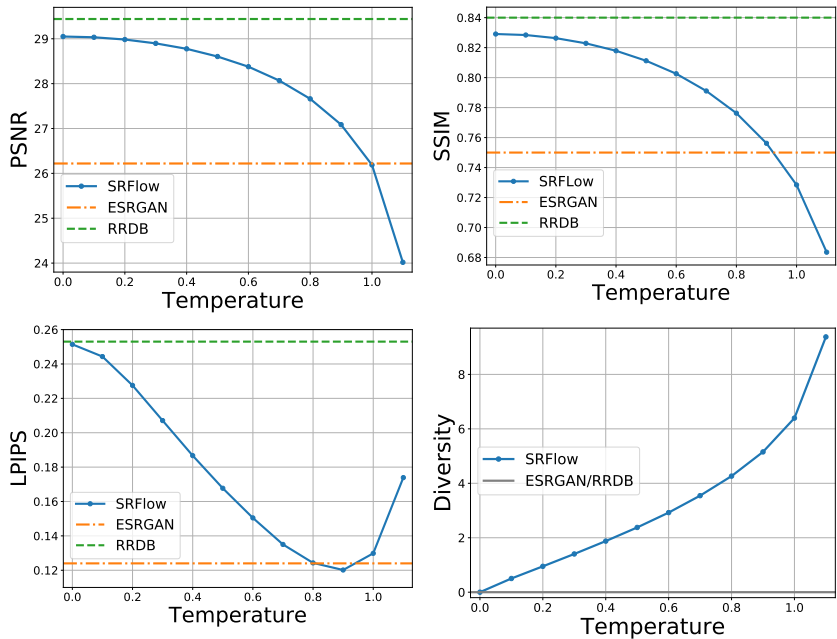 PSNR
29
28
27
26
25
24
SRFlow
ESRGAN
RRDB
0.0 0.2 0.4 0.6 0.8 1.0
Temperature
SSIM
0.84
0.82
0.80
0.78
0.76
0.74
0.72
0.70
0.68
SRFLow
ESRGAN
RRDB
0.0 0.2 0.4 0.6 0.8 1.0
Temperature
LPIPS
0.26
0.24
0.22
0.20
0.18
0.16
0.14
0.12
SRFlow
ESRGAN
RRDB
0.0 0.2 0.4 0.6 0.8 1.0
Temperature
Diversity
8
6
4
2
0
SRFlow
ESRGAN/RRDB
0.0 0.2 0.4 0.6 0.8 1.0
Temperature